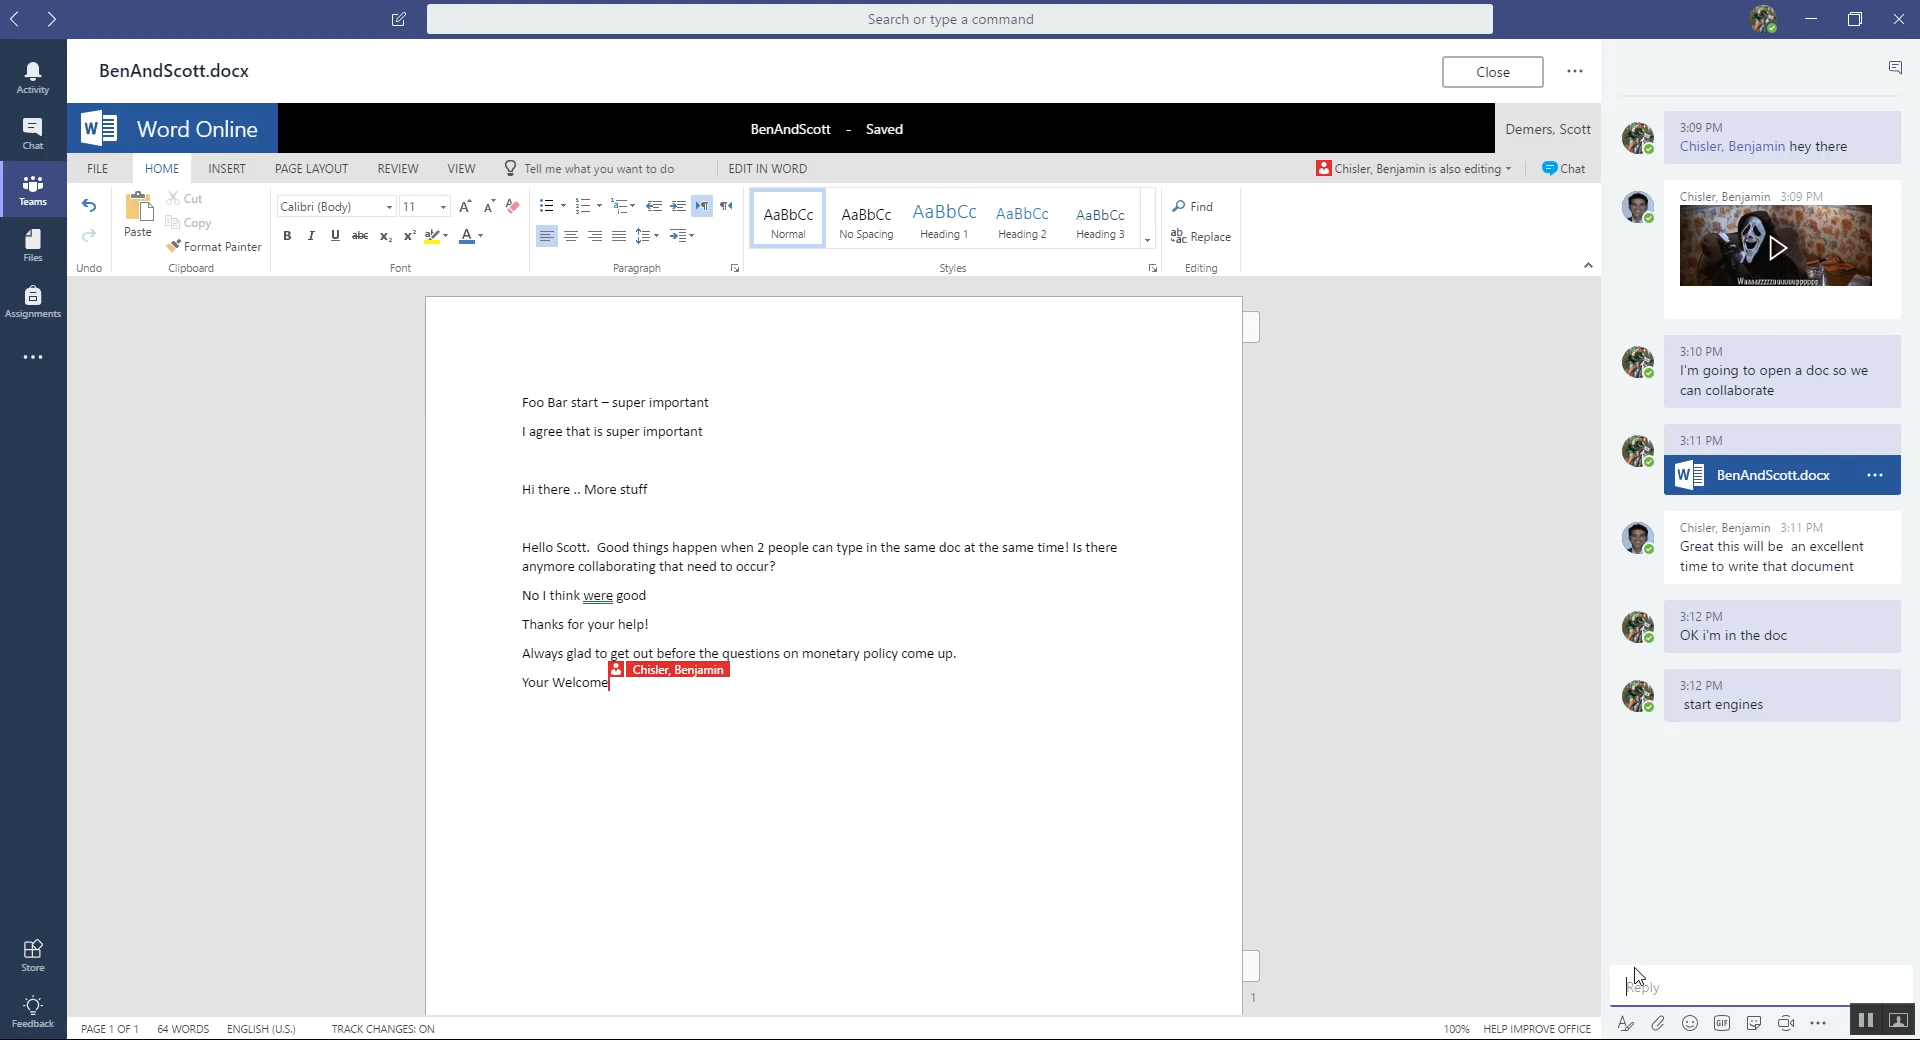 Search or type a command
Activity
Chat
Teams
Files
Assignments
Store
Feedback
BenAndScott.docx
Close
Word Online
BenAndScott - Saved
Demers, Scott
FILE HOME INSERT PAGE LAYOUT REVIEW VIEW Tell me what you want to do EDIT IN WORD
Chisler, Benjamin is also editing
Chat
Undo
Paste
Cut
Copy
Format Painter
Clipboard
Calibri (Body) 11
B I U abc X₂ X²
Font
Paragraph
AaBbCc AaBbCc AaBbCc AaBbCc AaBbCc
Normal No Spacing Heading 1 Heading 2 Heading 3
Styles
Find
Replace
Editing
Foo Bar start – super important
I agree that is super important
Hi there .. More stuff
Hello Scott. Good things happen when 2 people can type in the same doc at the same time! Is there
anymore collaborating that need to occur?
No I think were good
Thanks for your help!
Always glad to get out before the questions on monetary policy come up.
Chisler, Benjamin
Your Welcome
1
PAGE 1 OF 1 64 WORDS ENGLISH (U.S.) TRACK CHANGES: ON
100% HELP IMPROVE OFFICE
3:09 PM
Chisler, Benjamin hey there
Chisler, Benjamin 3:09 PM
3:10 PM
I'm going to open a doc so we
can collaborate
3:11 PM
BenAndScott.docx
Chisler, Benjamin 3:11 PM
Great this will be an excellent
time to write that document
3:12 PM
OK i'm in the doc
3:12 PM
start engines
Reply
GIF